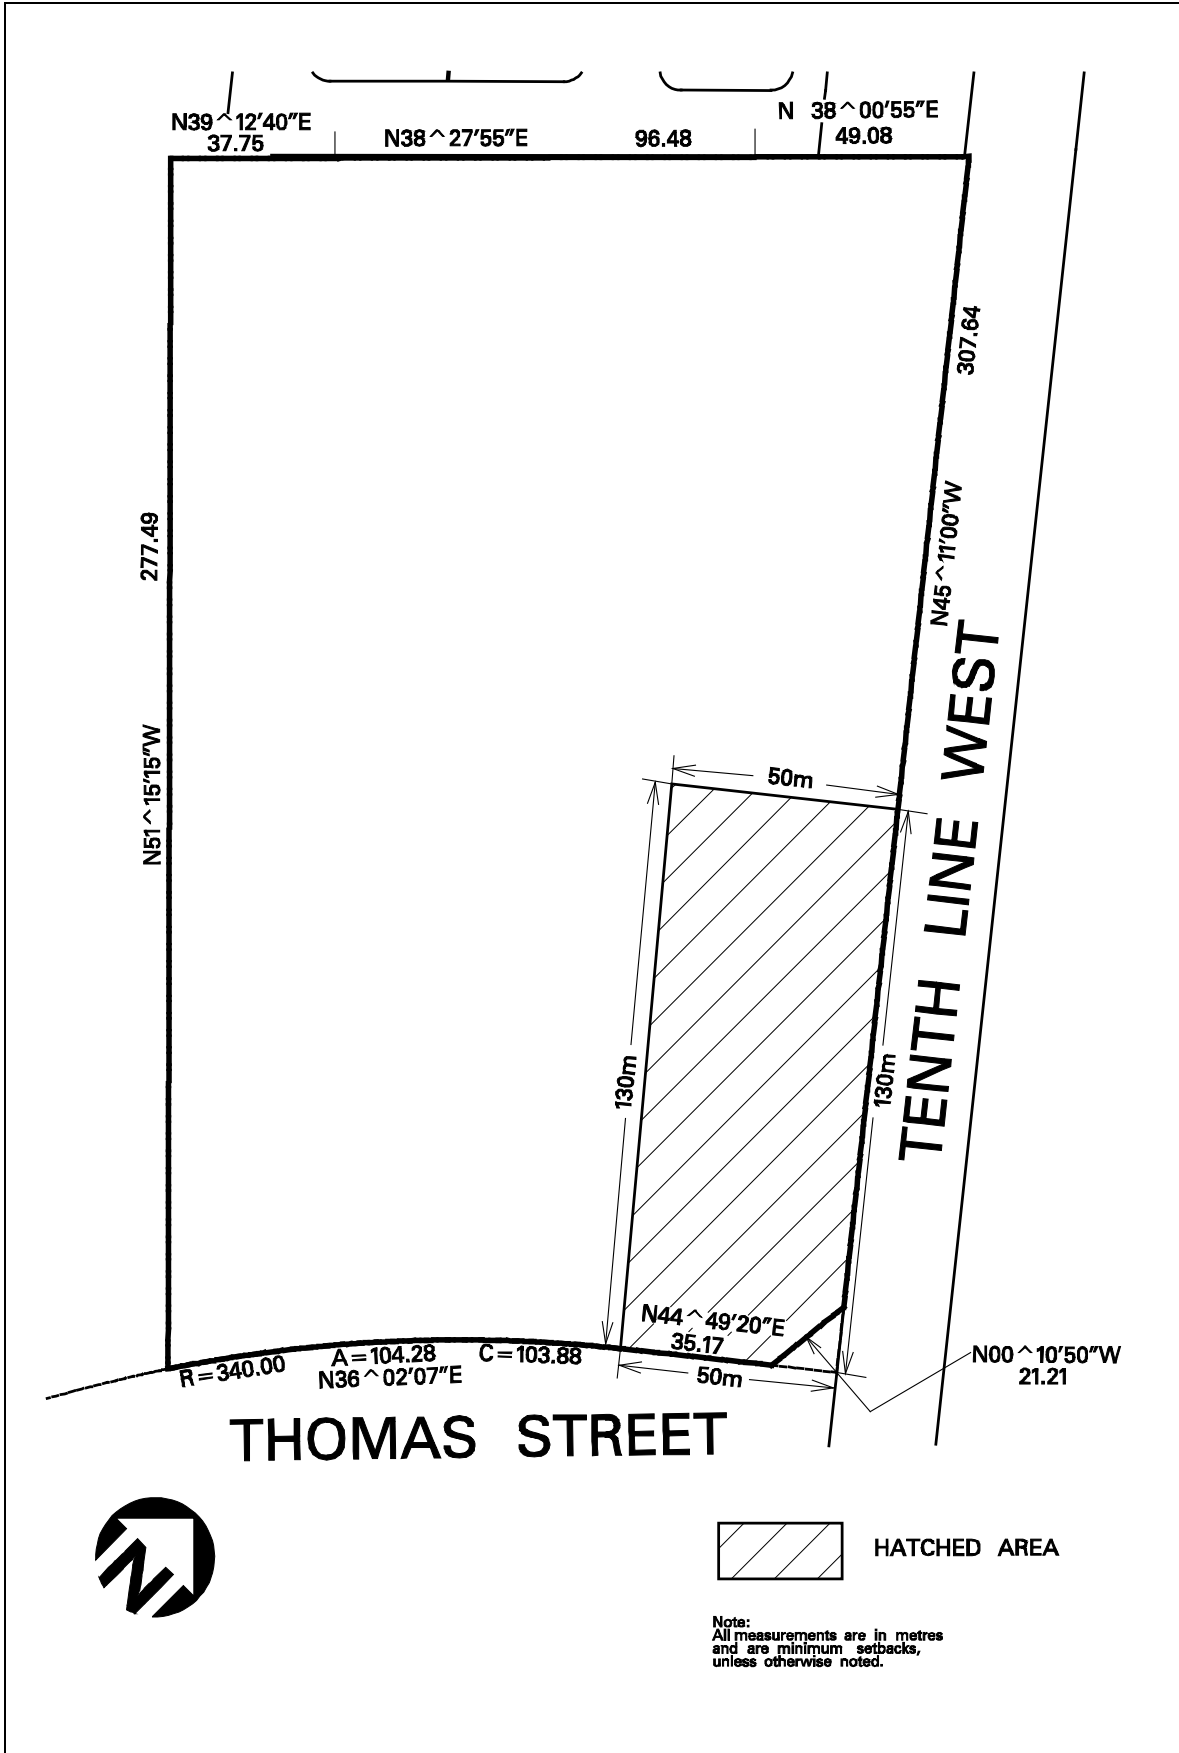 N39^12'40"E
37.75
N38^27'55"E
96.48
N 38^00'55"E
49.08
307.64
N45^11'00"W
277.49
N51^15'15"W
50m
130m
130m
TENTH LINE WEST
N44^49'20"E
35.17
50m
N00^10'50"W
21.21
R=340.00
A=104.28
C=103.88
N36^02'07"E
THOMAS STREET
N
HATCHED AREA
Note:
All measurements are in metres
and are minimum setbacks,
unless otherwise noted.